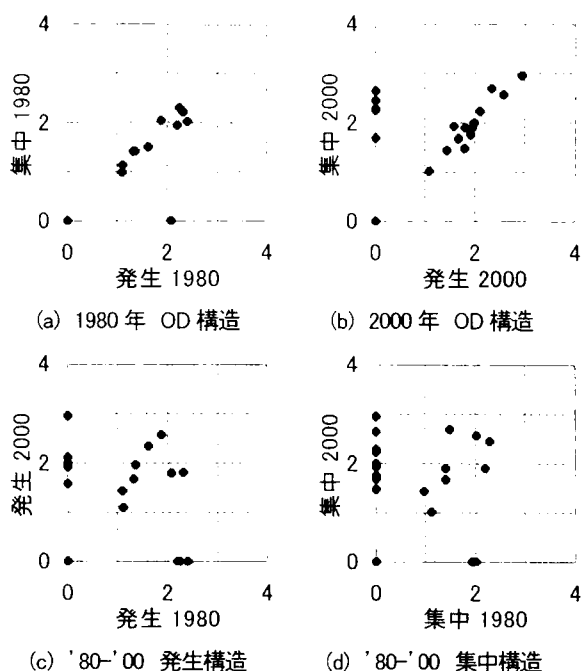 4
2
0
集中 1980
0 2 4
発生 1980
(a) 1980 年 OD 構造
4
2
0
集中 2000
0 2 4
発生 2000
(b) 2000 年 OD 構造
4
2
0
発生 2000
0 2 4
発生 1980
(c) '80-'00 発生構造
4
2
0
集中 2000
0 2 4
集中 1980
(d) '80-'00 集中構造